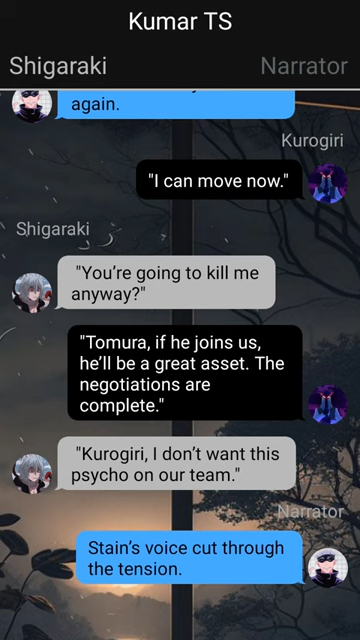 Kumar TS
Shigaraki
Narrator
again.
Kurogiri
"I can move now."
Shigaraki
"You’re going to kill me
anyway?"
"Tomura, if he joins us,
he’ll be a great asset. The
negotiations are
complete."
"Kurogiri, I don’t want this
psycho on our team."
Narrator
Stain’s voice cut through
the tension.